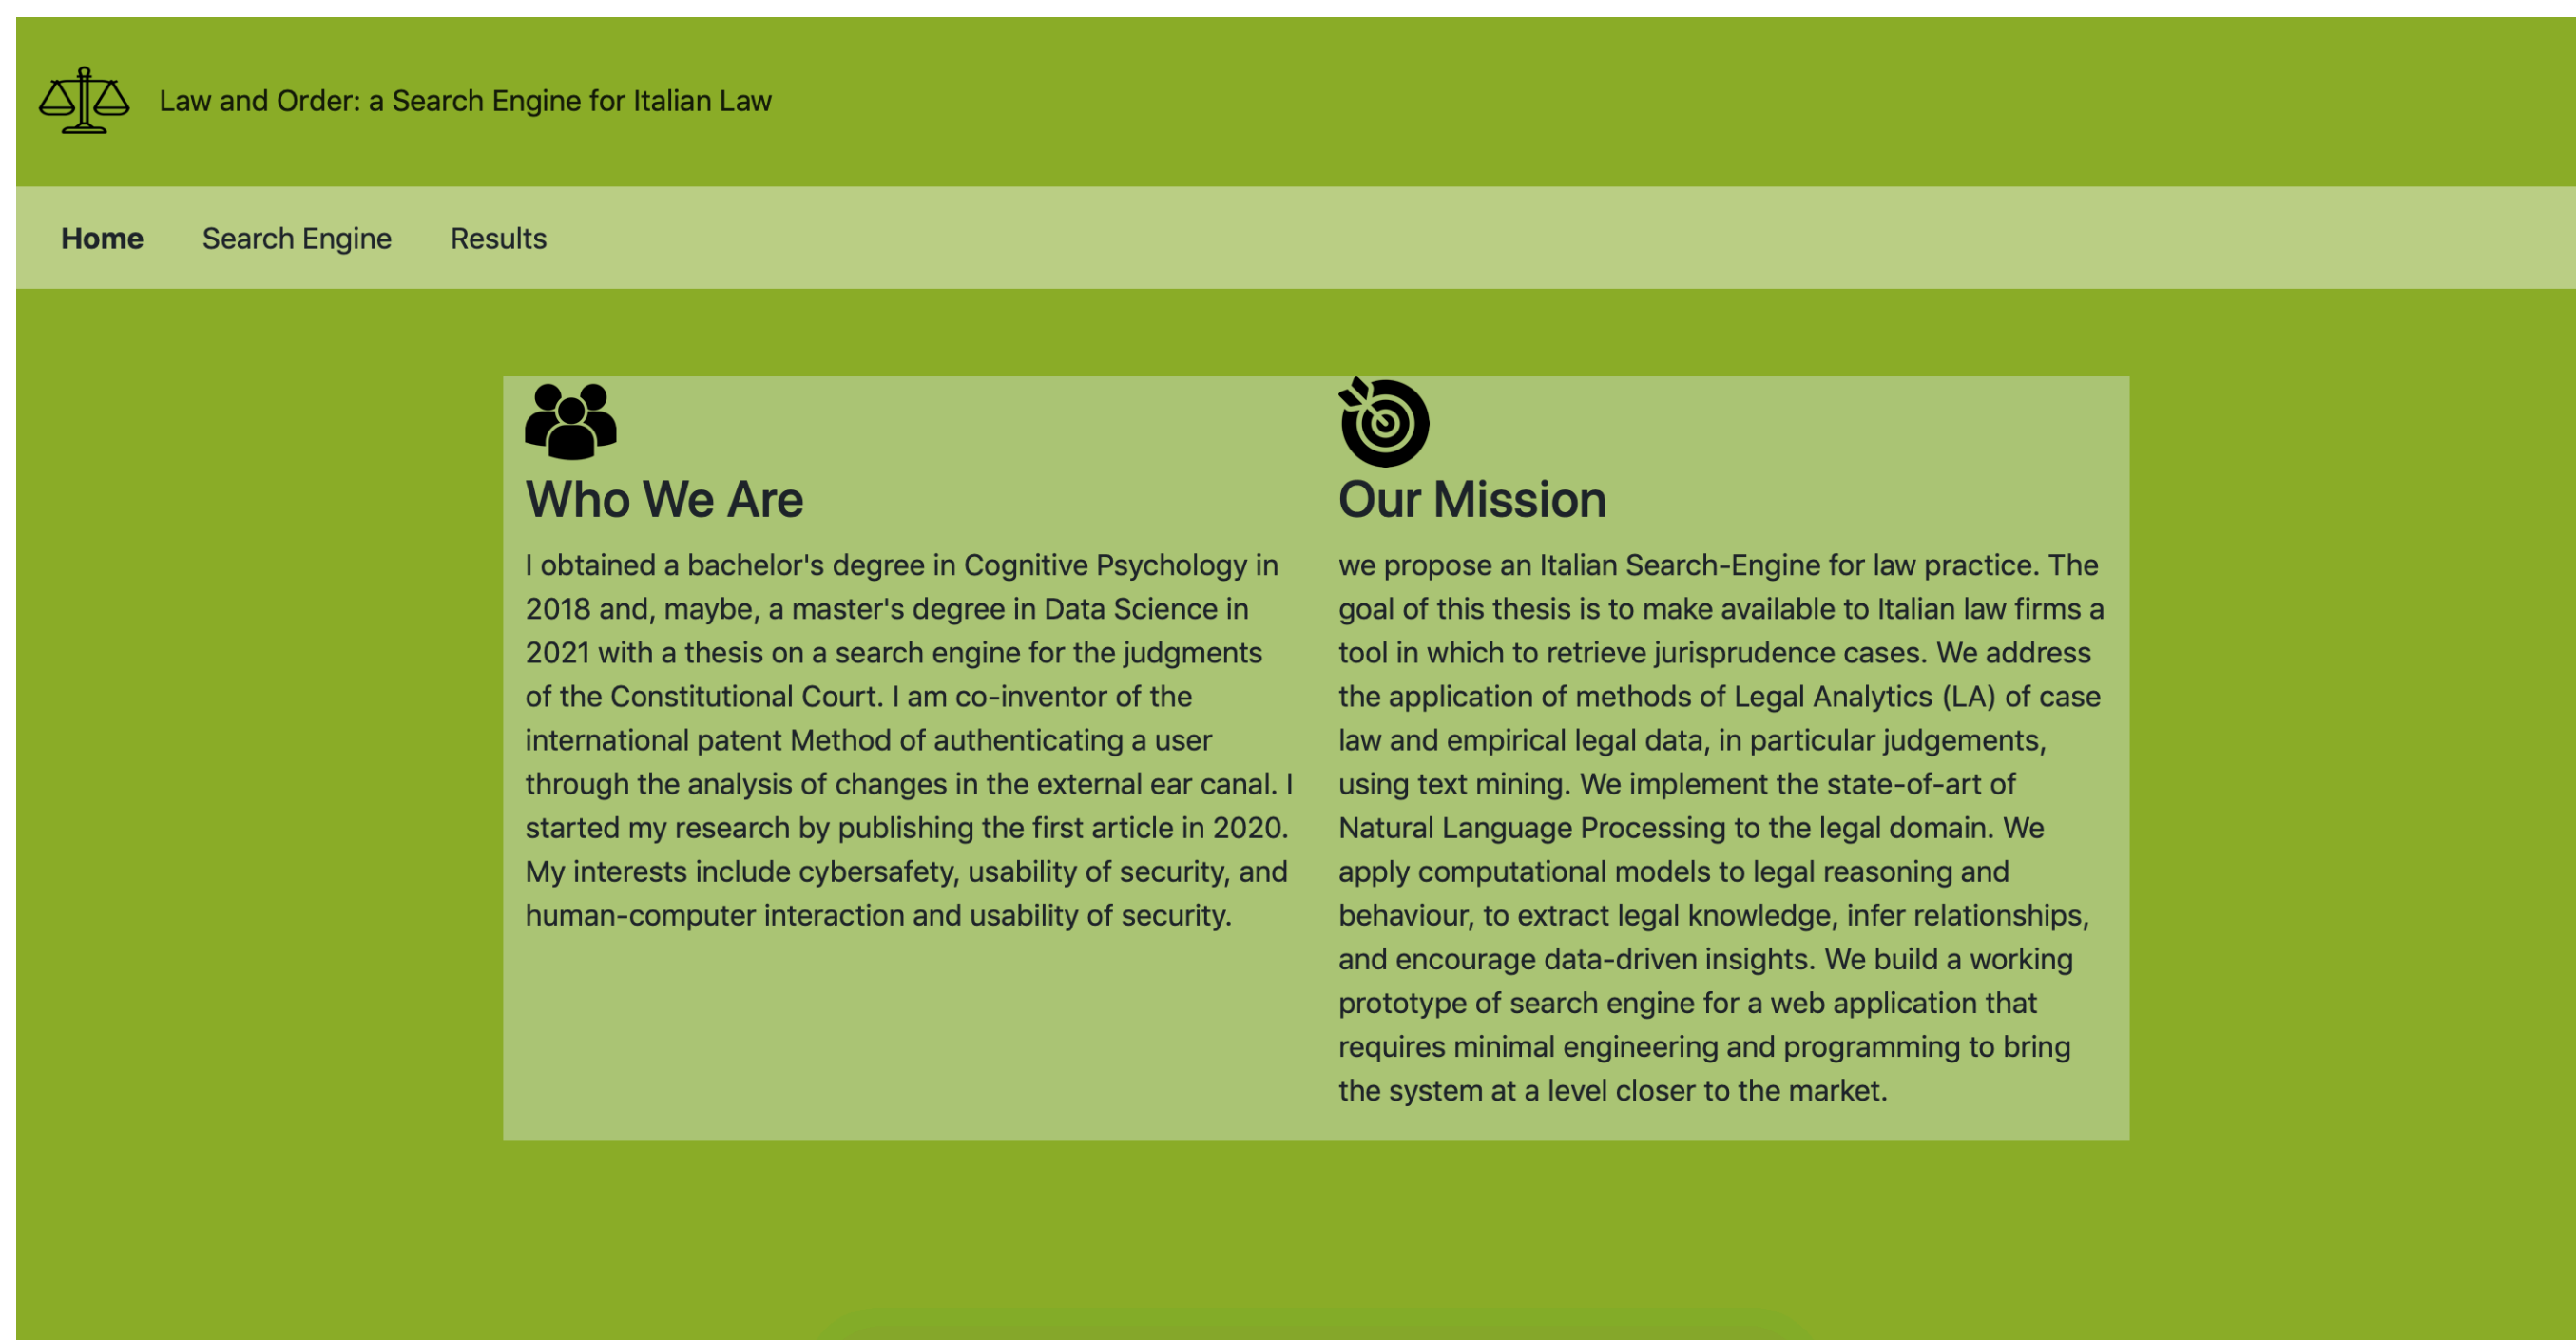 Law and Order: a Search Engine for Italian Law
Home
Search Engine
Results
Who We Are
I obtained a bachelor's degree in Cognitive Psychology in
2018 and, maybe, a master's degree in Data Science in
2021 with a thesis on a search engine for the judgments
of the Constitutional Court. I am co-inventor of the
international patent Method of authenticating a user
through the analysis of changes in the external ear canal. I
started my research by publishing the first article in 2020.
My interests include cybersafety, usability of security, and
human-computer interaction and usability of security.
Our Mission
we propose an Italian Search-Engine for law practice. The
goal of this thesis is to make available to Italian law firms a
tool in which to retrieve jurisprudence cases. We address
the application of methods of Legal Analytics (LA) of case
law and empirical legal data, in particular judgements,
using text mining. We implement the state-of-art of
Natural Language Processing to the legal domain. We
apply computational models to legal reasoning and
behaviour, to extract legal knowledge, infer relationships,
and encourage data-driven insights. We build a working
prototype of search engine for a web application that
requires minimal engineering and programming to bring
the system at a level closer to the market.